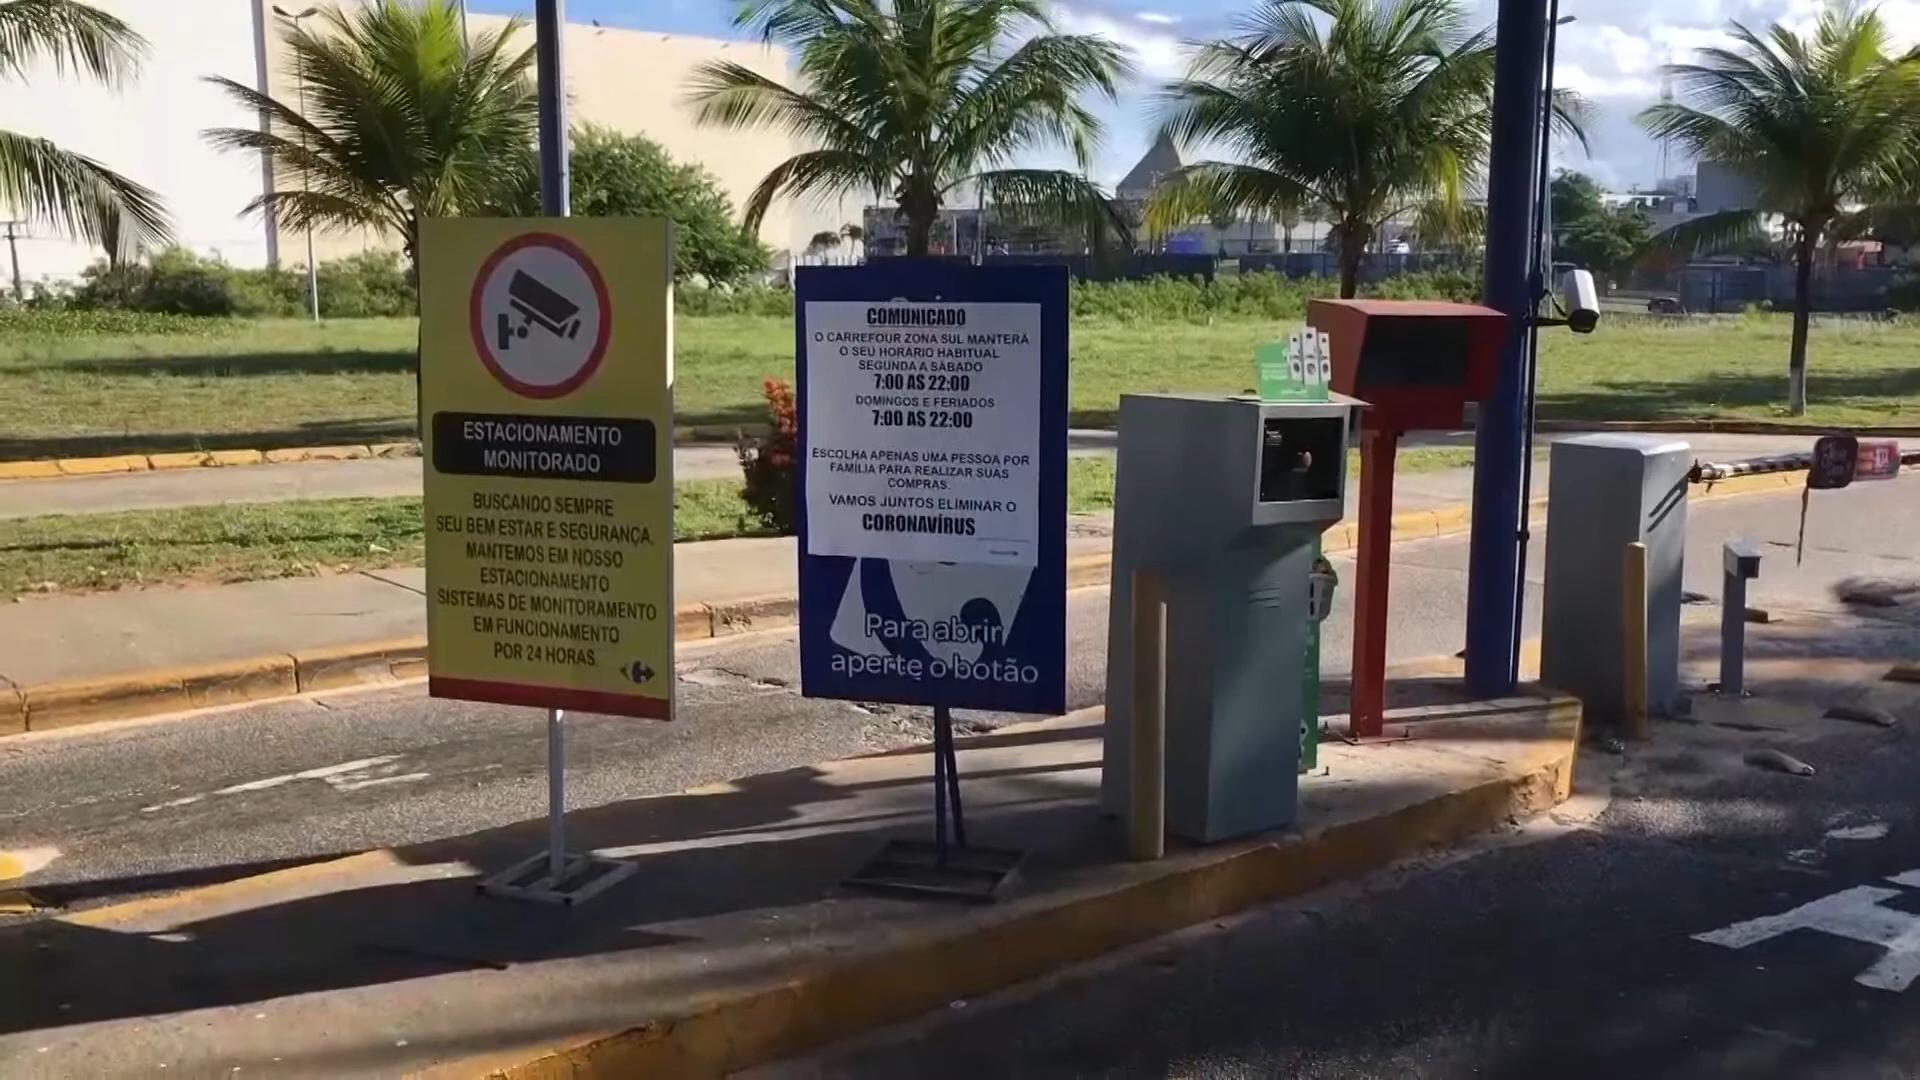 ESTACIONAMENTO
MONITORADO
BUSCANDO SEMPRE
SEU BEM ESTAR E SEGURANÇA.
MANTEMOS EM NOSSO
ESTACIONAMENTO
SISTEMAS DE MONITORAMENTO
EM FUNCIONAMENTO
POR 24 HORAS.
COMUNICADO
O CARREFOUR ZONA SUL MANTERÁ
O SEU HORÁRIO HABITUAL
SEGUNDA A SÁBADO
7:00 AS 22:00
DOMINGOS E FERIADOS
7:00 AS 22:00
ESCOLHA APENAS UMA PESSOA POR
FAMÍLIA PARA REALIZAR SUAS
COMPRAS.
VAMOS JUNTOS ELIMINAR O
CORONAVÍRUS
Para abrir
aperte o botão